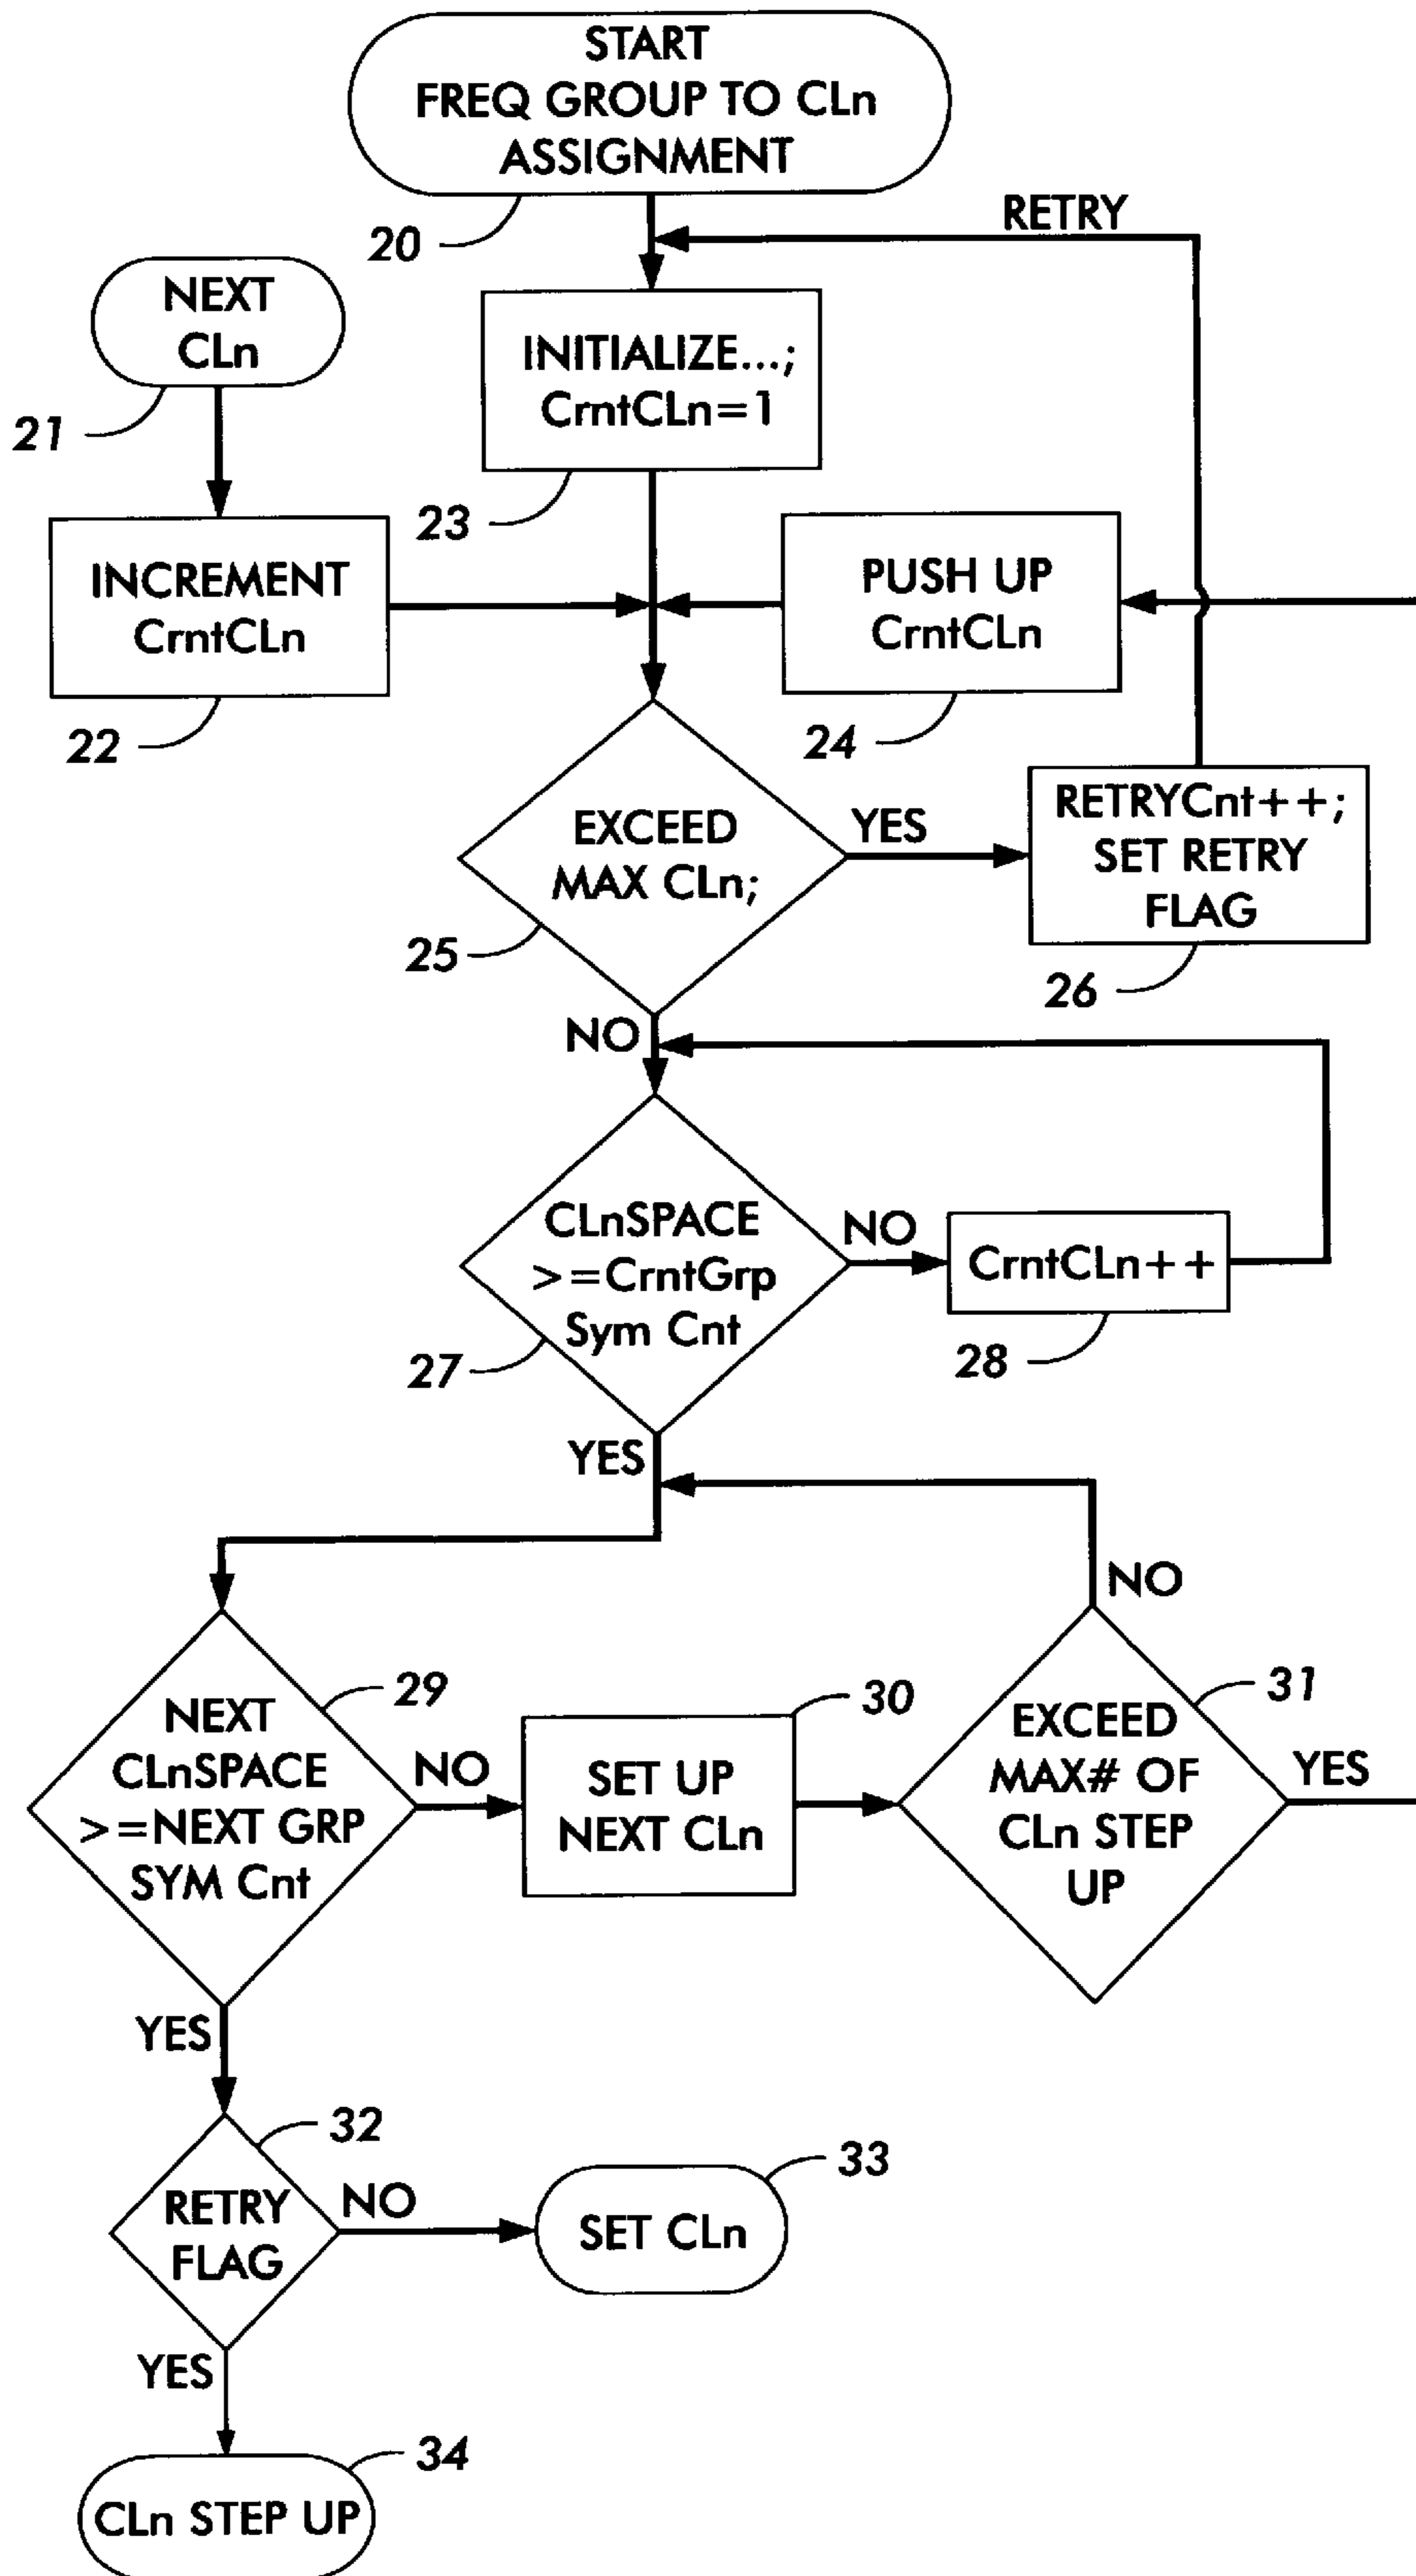 START
FREQ GROUP TO CLn
ASSIGNMENT
20
RETRY
NEXT
CLn
21
INITIALIZE...;
CrntCLn=1
23
INCREMENT
CrntCLn
22
PUSH UP
CrntCLn
24
EXCEED
MAX CLn;
25
YES
RETRYCnt++;
SET RETRY
FLAG
26
NO
CLnSPACE
>=CrntGrp
Sym Cnt
27
NO
CrntCLn++
28
YES
NO
NEXT
CLnSPACE
>=NEXT GRP
SYM Cnt
29
NO
SET UP
NEXT CLn
30
EXCEED
MAX# OF
CLn STEP
UP
31
YES
YES
RETRY
FLAG
32
NO
SET CLn
33
YES
CLn STEP UP
34